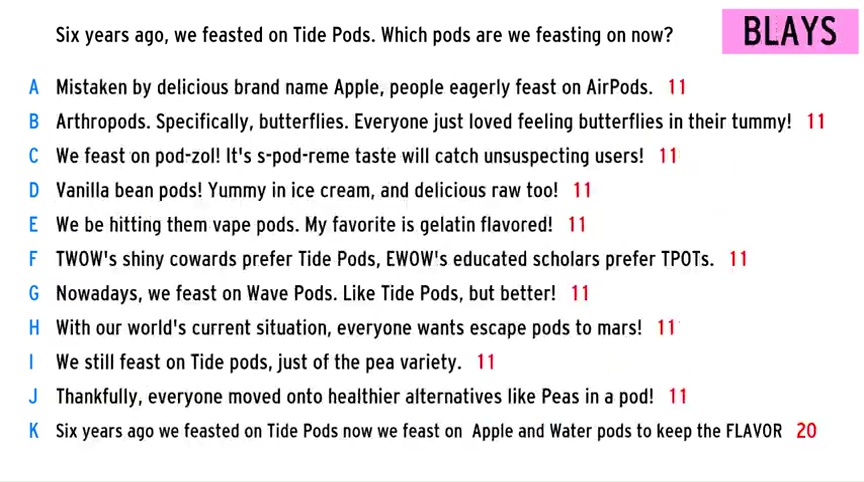 Six years ago, we feasted on Tide Pods. Which pods are we feasting on now?
BLAYS
A Mistaken by delicious brand name Apple, people eagerly feast on AirPods. 11
B Arthropods. Specifically, butterflies. Everyone just loved feeling butterflies in their tummy! 11
C We feast on pod-zol! It's s-pod-reme taste will catch unsuspecting users! 11
D Vanilla bean pods! Yummy in ice cream, and delicious raw too! 11
E We be hitting them vape pods. My favorite is gelatin flavored! 11
F TWOW's shiny cowards prefer Tide Pods, EWOW's educated scholars prefer TPOTs. 11
G Nowadays, we feast on Wave Pods. Like Tide Pods, but better! 11
H With our world's current situation, everyone wants escape pods to mars! 11
I We still feast on Tide pods, just of the pea variety. 11
J Thankfully, everyone moved onto healthier alternatives like Peas in a pod! 11
K Six years ago we feasted on Tide Pods now we feast on Apple and Water pods to keep the FLAVOR 20